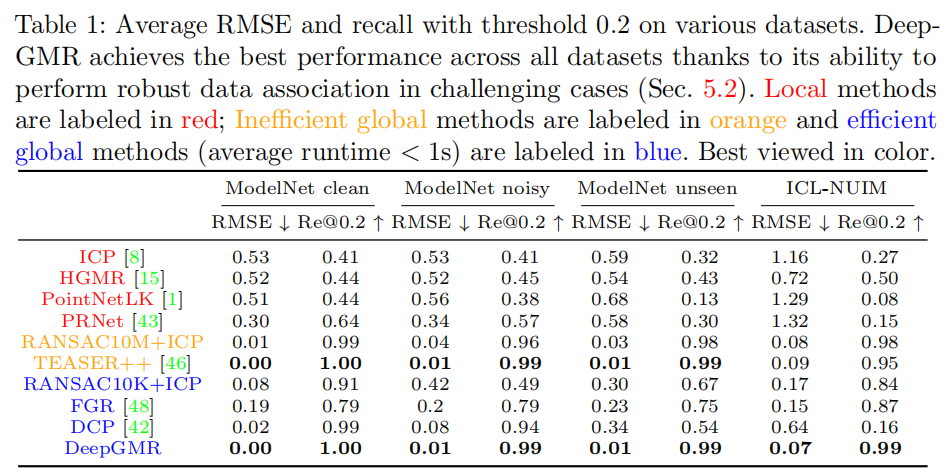 Table 1: Average RMSE and recall with threshold 0.2 on various datasets. Deep-
GMR achieves the best performance across all datasets thanks to its ability to
perform robust data association in challenging cases (Sec. 5.2). Local methods
are labeled in red; Inefficient global methods are labeled in orange and efficient
global methods (average runtime < 1s) are labeled in blue. Best viewed in color.
ModelNet clean ModelNet noisy ModelNet unseen ICL-NUIM
RMSE ↓ Re@0.2 ↑ RMSE ↓ Re@0.2 ↑ RMSE ↓ Re@0.2 ↑ RMSE ↓ Re@0.2 ↑
ICP [8] 0.53 0.41 0.53 0.41 0.59 0.32 1.16 0.27
HGMR [15] 0.52 0.44 0.52 0.45 0.54 0.43 0.72 0.50
PointNetLK [1] 0.51 0.44 0.56 0.38 0.68 0.13 1.29 0.08
PRNet [43] 0.30 0.64 0.34 0.57 0.58 0.30 1.32 0.15
RANSAC10M+ICP 0.01 0.99 0.04 0.96 0.03 0.98 0.08 0.98
TEASER++ [46] 0.00 1.00 0.01 0.99 0.01 0.99 0.09 0.95
RANSAC10K+ICP 0.08 0.91 0.42 0.49 0.30 0.67 0.17 0.84
FGR [48] 0.19 0.79 0.2 0.79 0.23 0.75 0.15 0.87
DCP [42] 0.02 0.99 0.08 0.94 0.34 0.54 0.64 0.16
DeepGMR 0.00 1.00 0.01 0.99 0.01 0.99 0.07 0.99